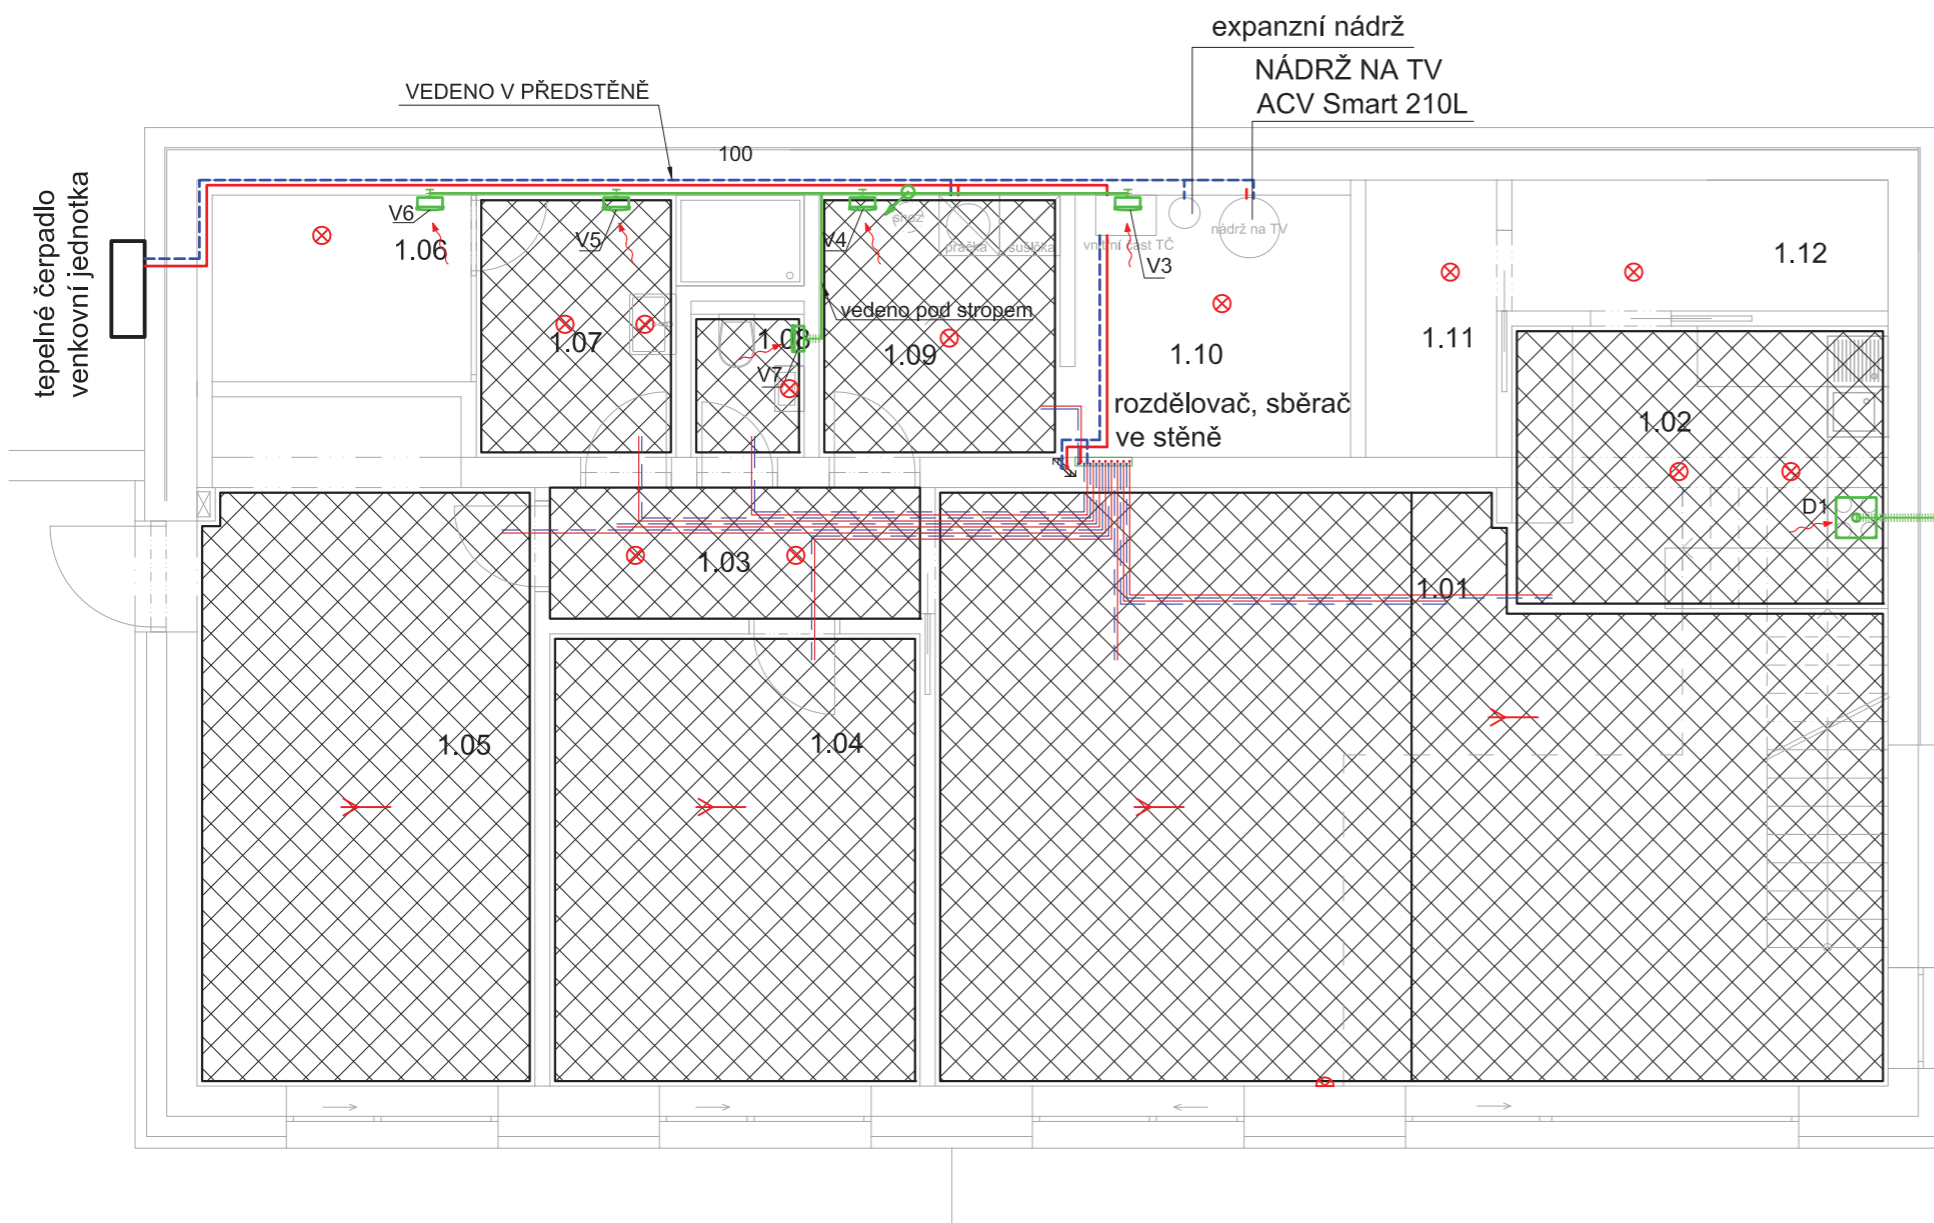 expanzní nádrž
NÁDRŽ NA TV
ACV Smart 210L
VEDENO V PŘEDSTĚNĚ
100
tepelné čerpadlo
venkovní jednotka
V6
1.06
V5
1.07
1.08
V7
V4
shoz
pračka
sušička
vedeno pod stropem
1.09
vnitřní část TČ
V3
nádrž na TV
1.10
1.11
1.12
rozdělovač, sběrač
ve stěně
1.02
D1
1.03
1.01
1.05
1.04